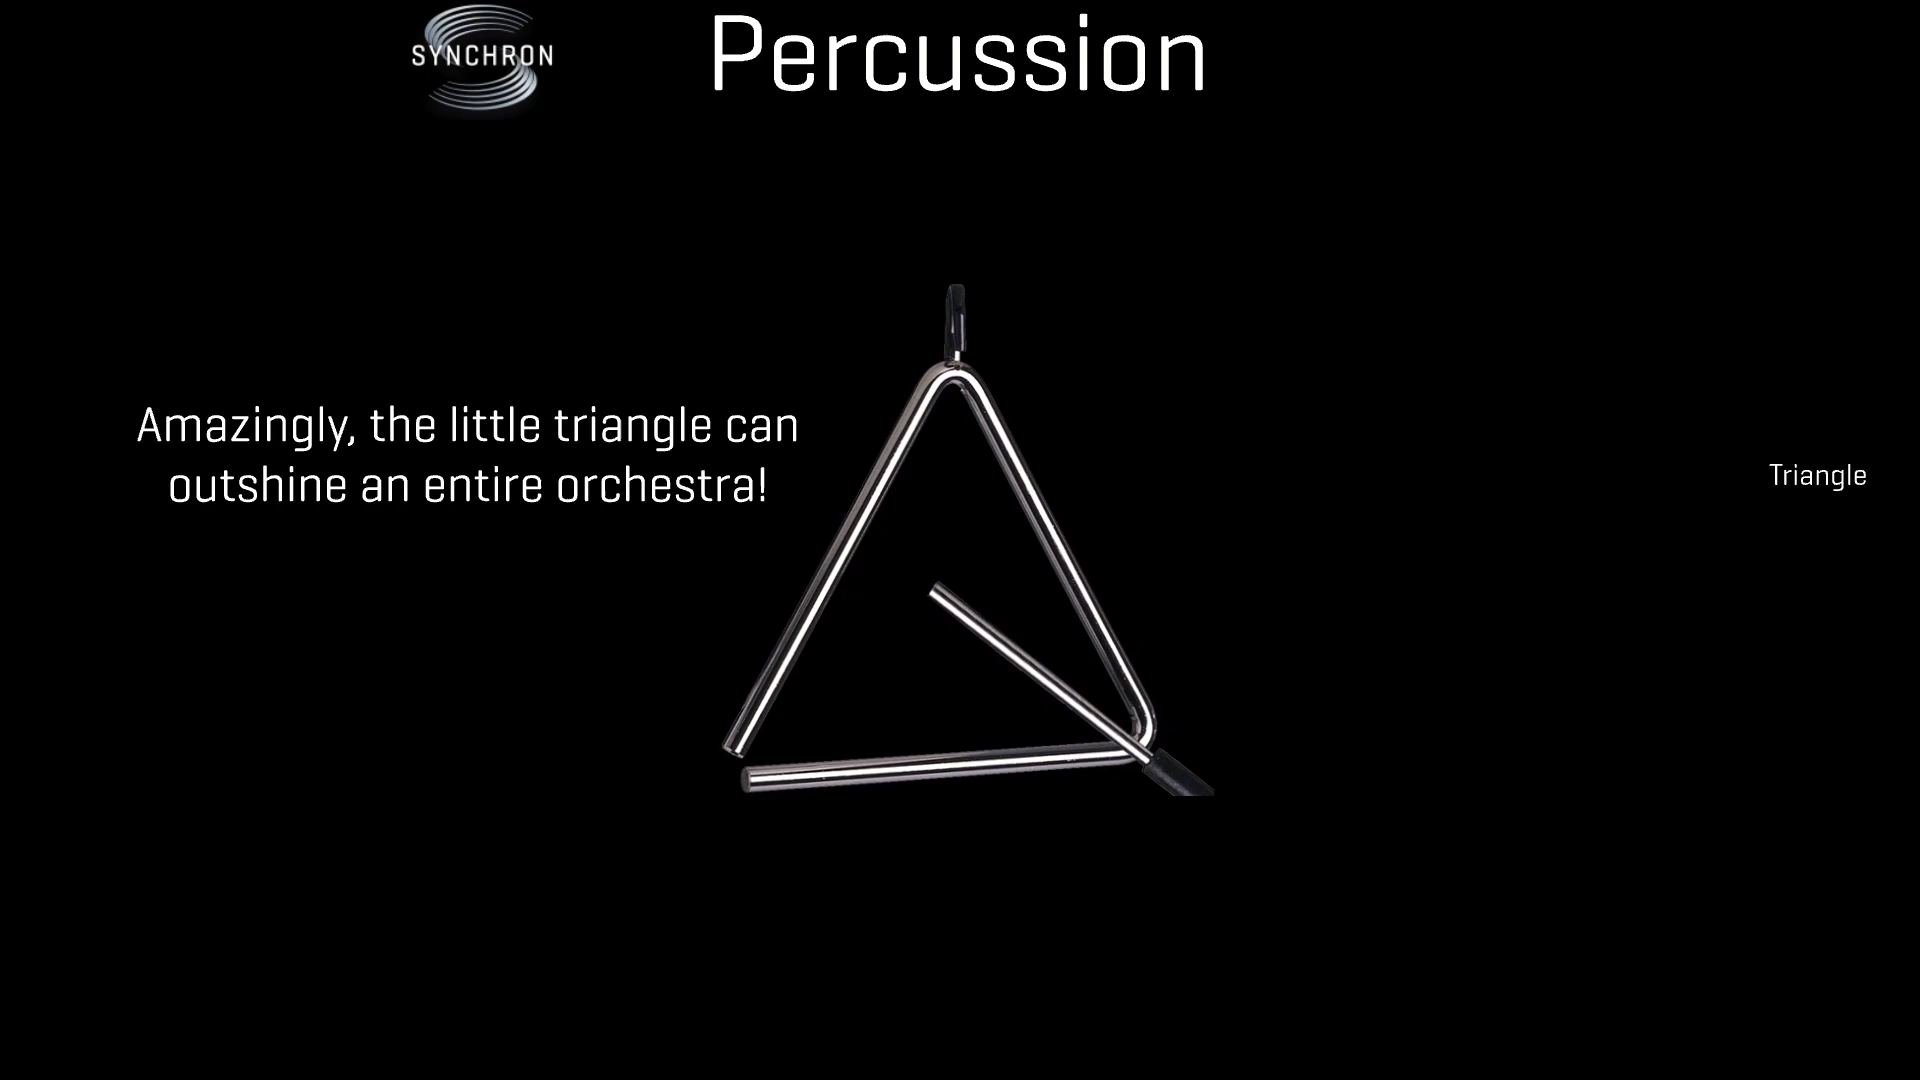 SYNCHRON
Percussion
Amazingly, the little triangle can
outshine an entire orchestra!
Triangle